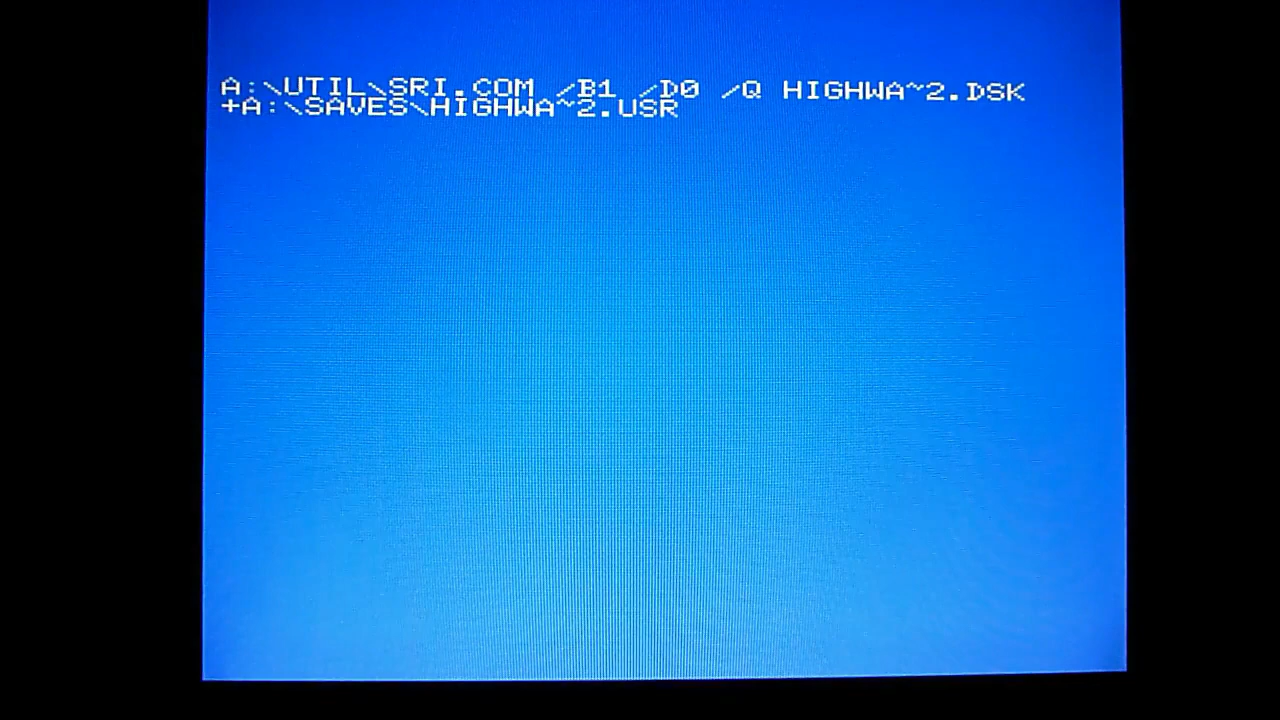 A:\UTIL\SRI.COM /B1 /D0 /Q HIGHWA~2.DSK
+A:\SAVES\HIGHWA~2.USR